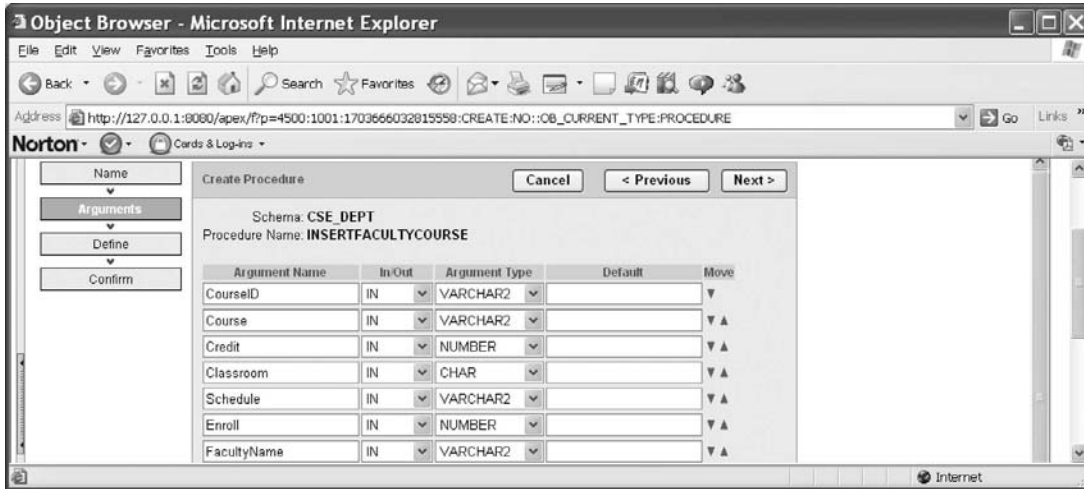 Object Browser - Microsoft Internet Explorer
File Edit View Favorites Tools Help
Back Search Favorites
Address http://127.0.0.1:8080/apex/f?p=4500:1001:1703666032815558:CREATE:NO::OB_CURRENT_TYPE:PROCEDURE Go Links »
Norton Cards & Log-ins
Name
Arguments
Define
Confirm
Create Procedure Cancel < Previous Next >
Schema: CSE_DEPT
Procedure Name: INSERTFACULTYCOURSE
Argument Name In/Out Argument Type Default Move
CourseID IN VARCHAR2
Course IN VARCHAR2
Credit IN NUMBER
Classroom IN CHAR
Schedule IN VARCHAR2
Enroll IN NUMBER
FacultyName IN VARCHAR2
Internet